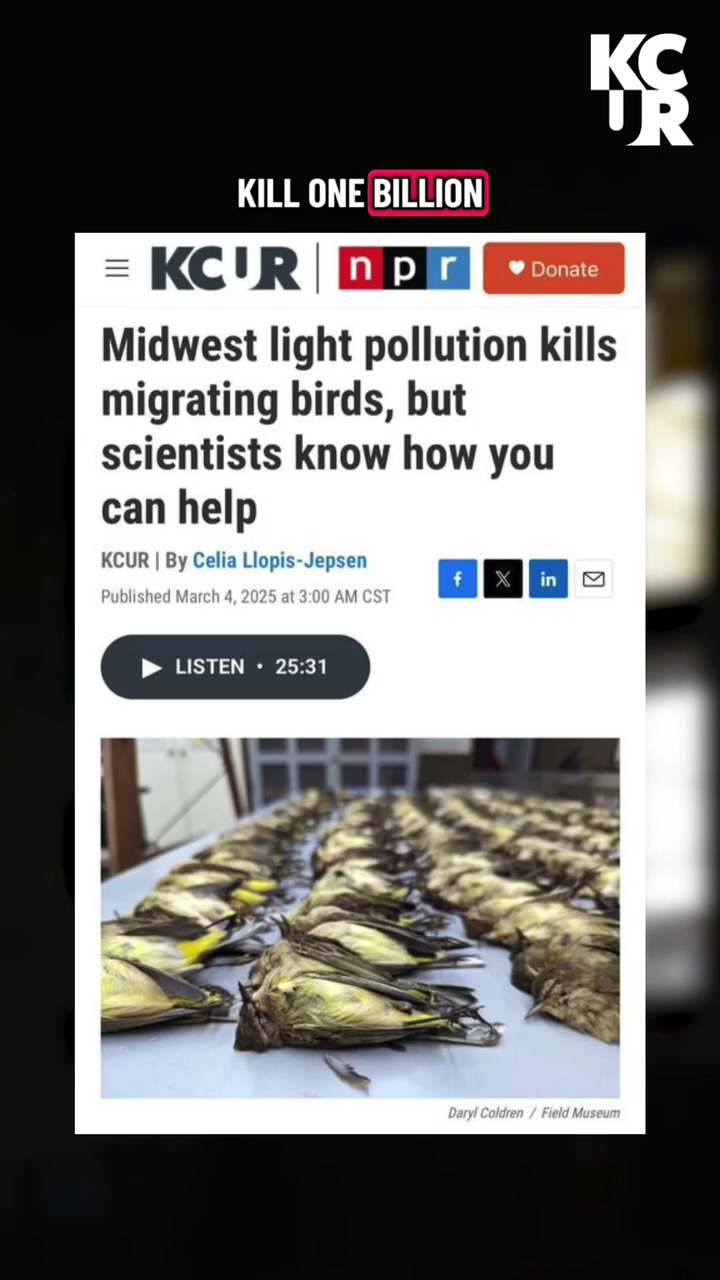 KC
UR
KILL ONE BILLION
KCUR | npr Donate
Midwest light pollution kills
migrating birds, but
scientists know how you
can help
KCUR | By Celia Llopis-Jepsen
Published March 4, 2025 at 3:00 AM CST
f X in
LISTEN • 25:31
Daryl Coldren / Field Museum